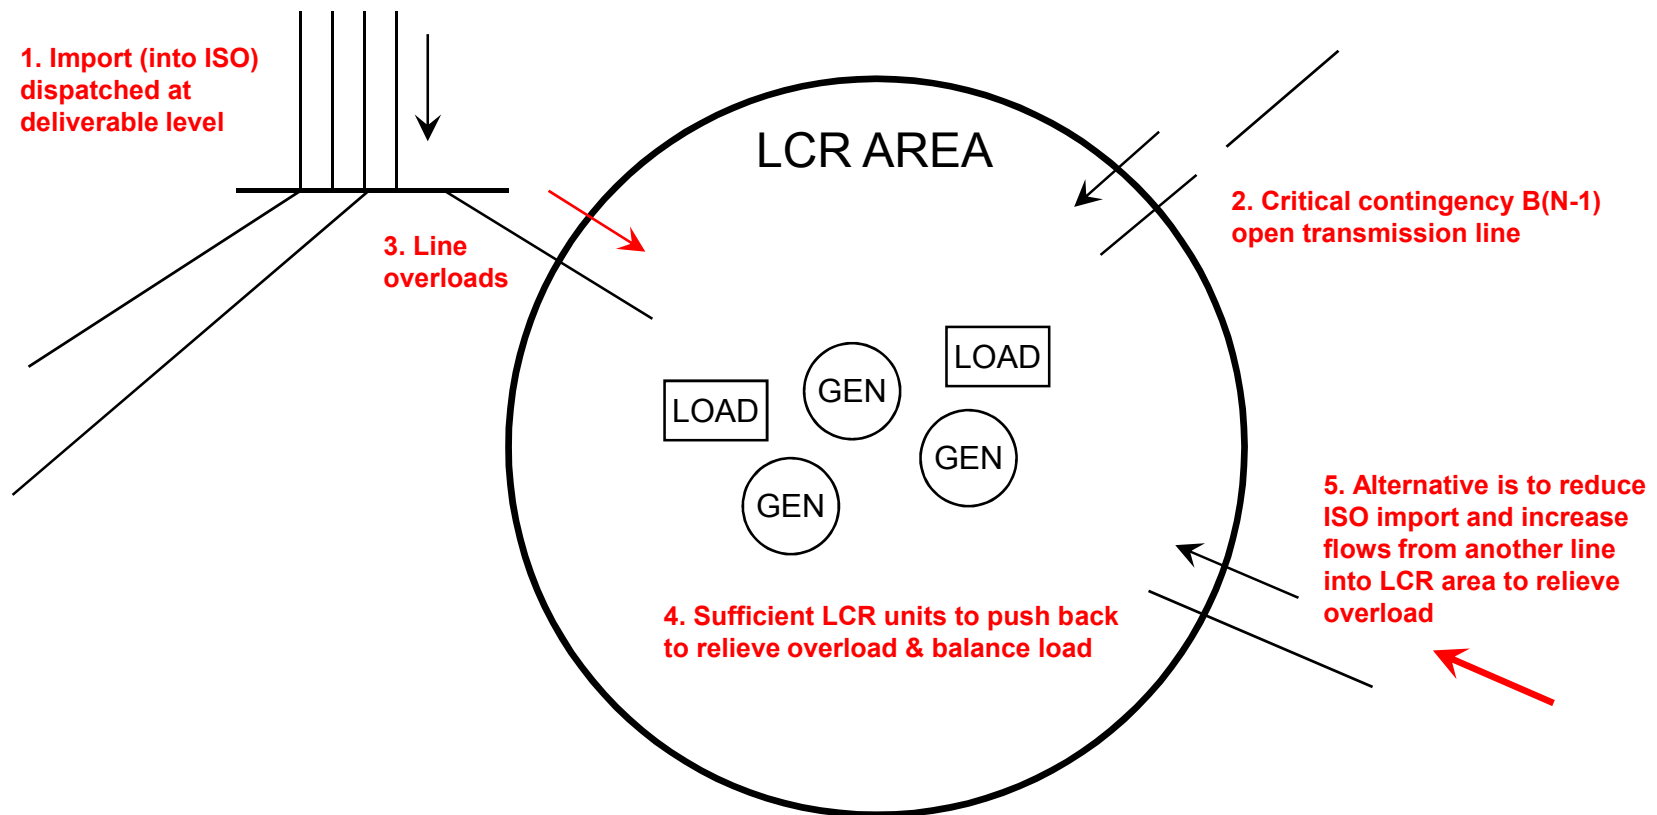 1. Import (into ISO)
dispatched at
deliverable level
LCR AREA
2. Critical contingency B(N-1)
open transmission line
3. Line
overloads
LOAD
GEN
LOAD
GEN
GEN
4. Sufficient LCR units to push back
to relieve overload & balance load
5. Alternative is to reduce
ISO import and increase
flows from another line
into LCR area to relieve
overload